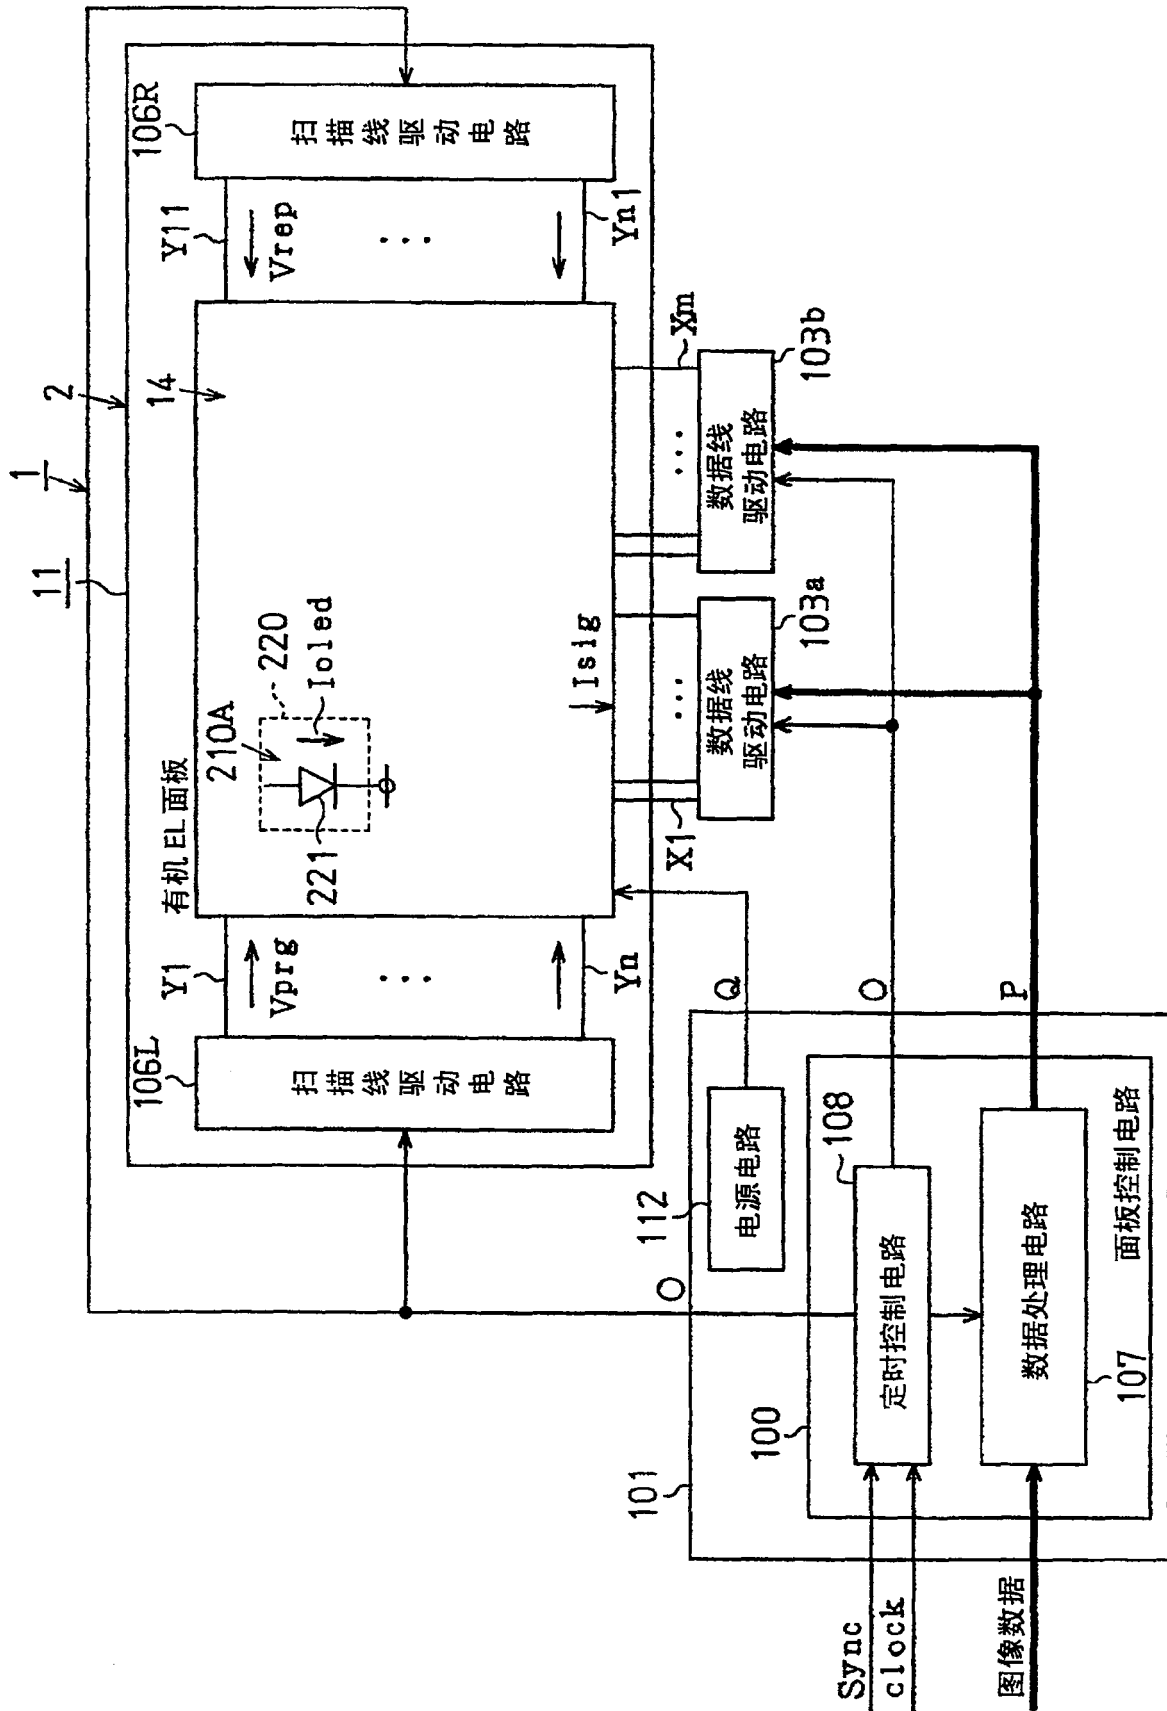 1
2
11
有机 EL 面板
14
106L
扫描线驱动电路
Y1
Vprg
...
Yn
210A
220
Ioled
221
Isig
Y11
Vrep
...
Yn1
106R
扫描线驱动电路
X1
...
数据线
驱动电路
103a
Xm
...
数据线
驱动电路
103b
101
O
112
电源电路
Q
100
108
定时控制电路
O
数据处理电路
107
P
面板控制电路
Sync
clock
图像数据